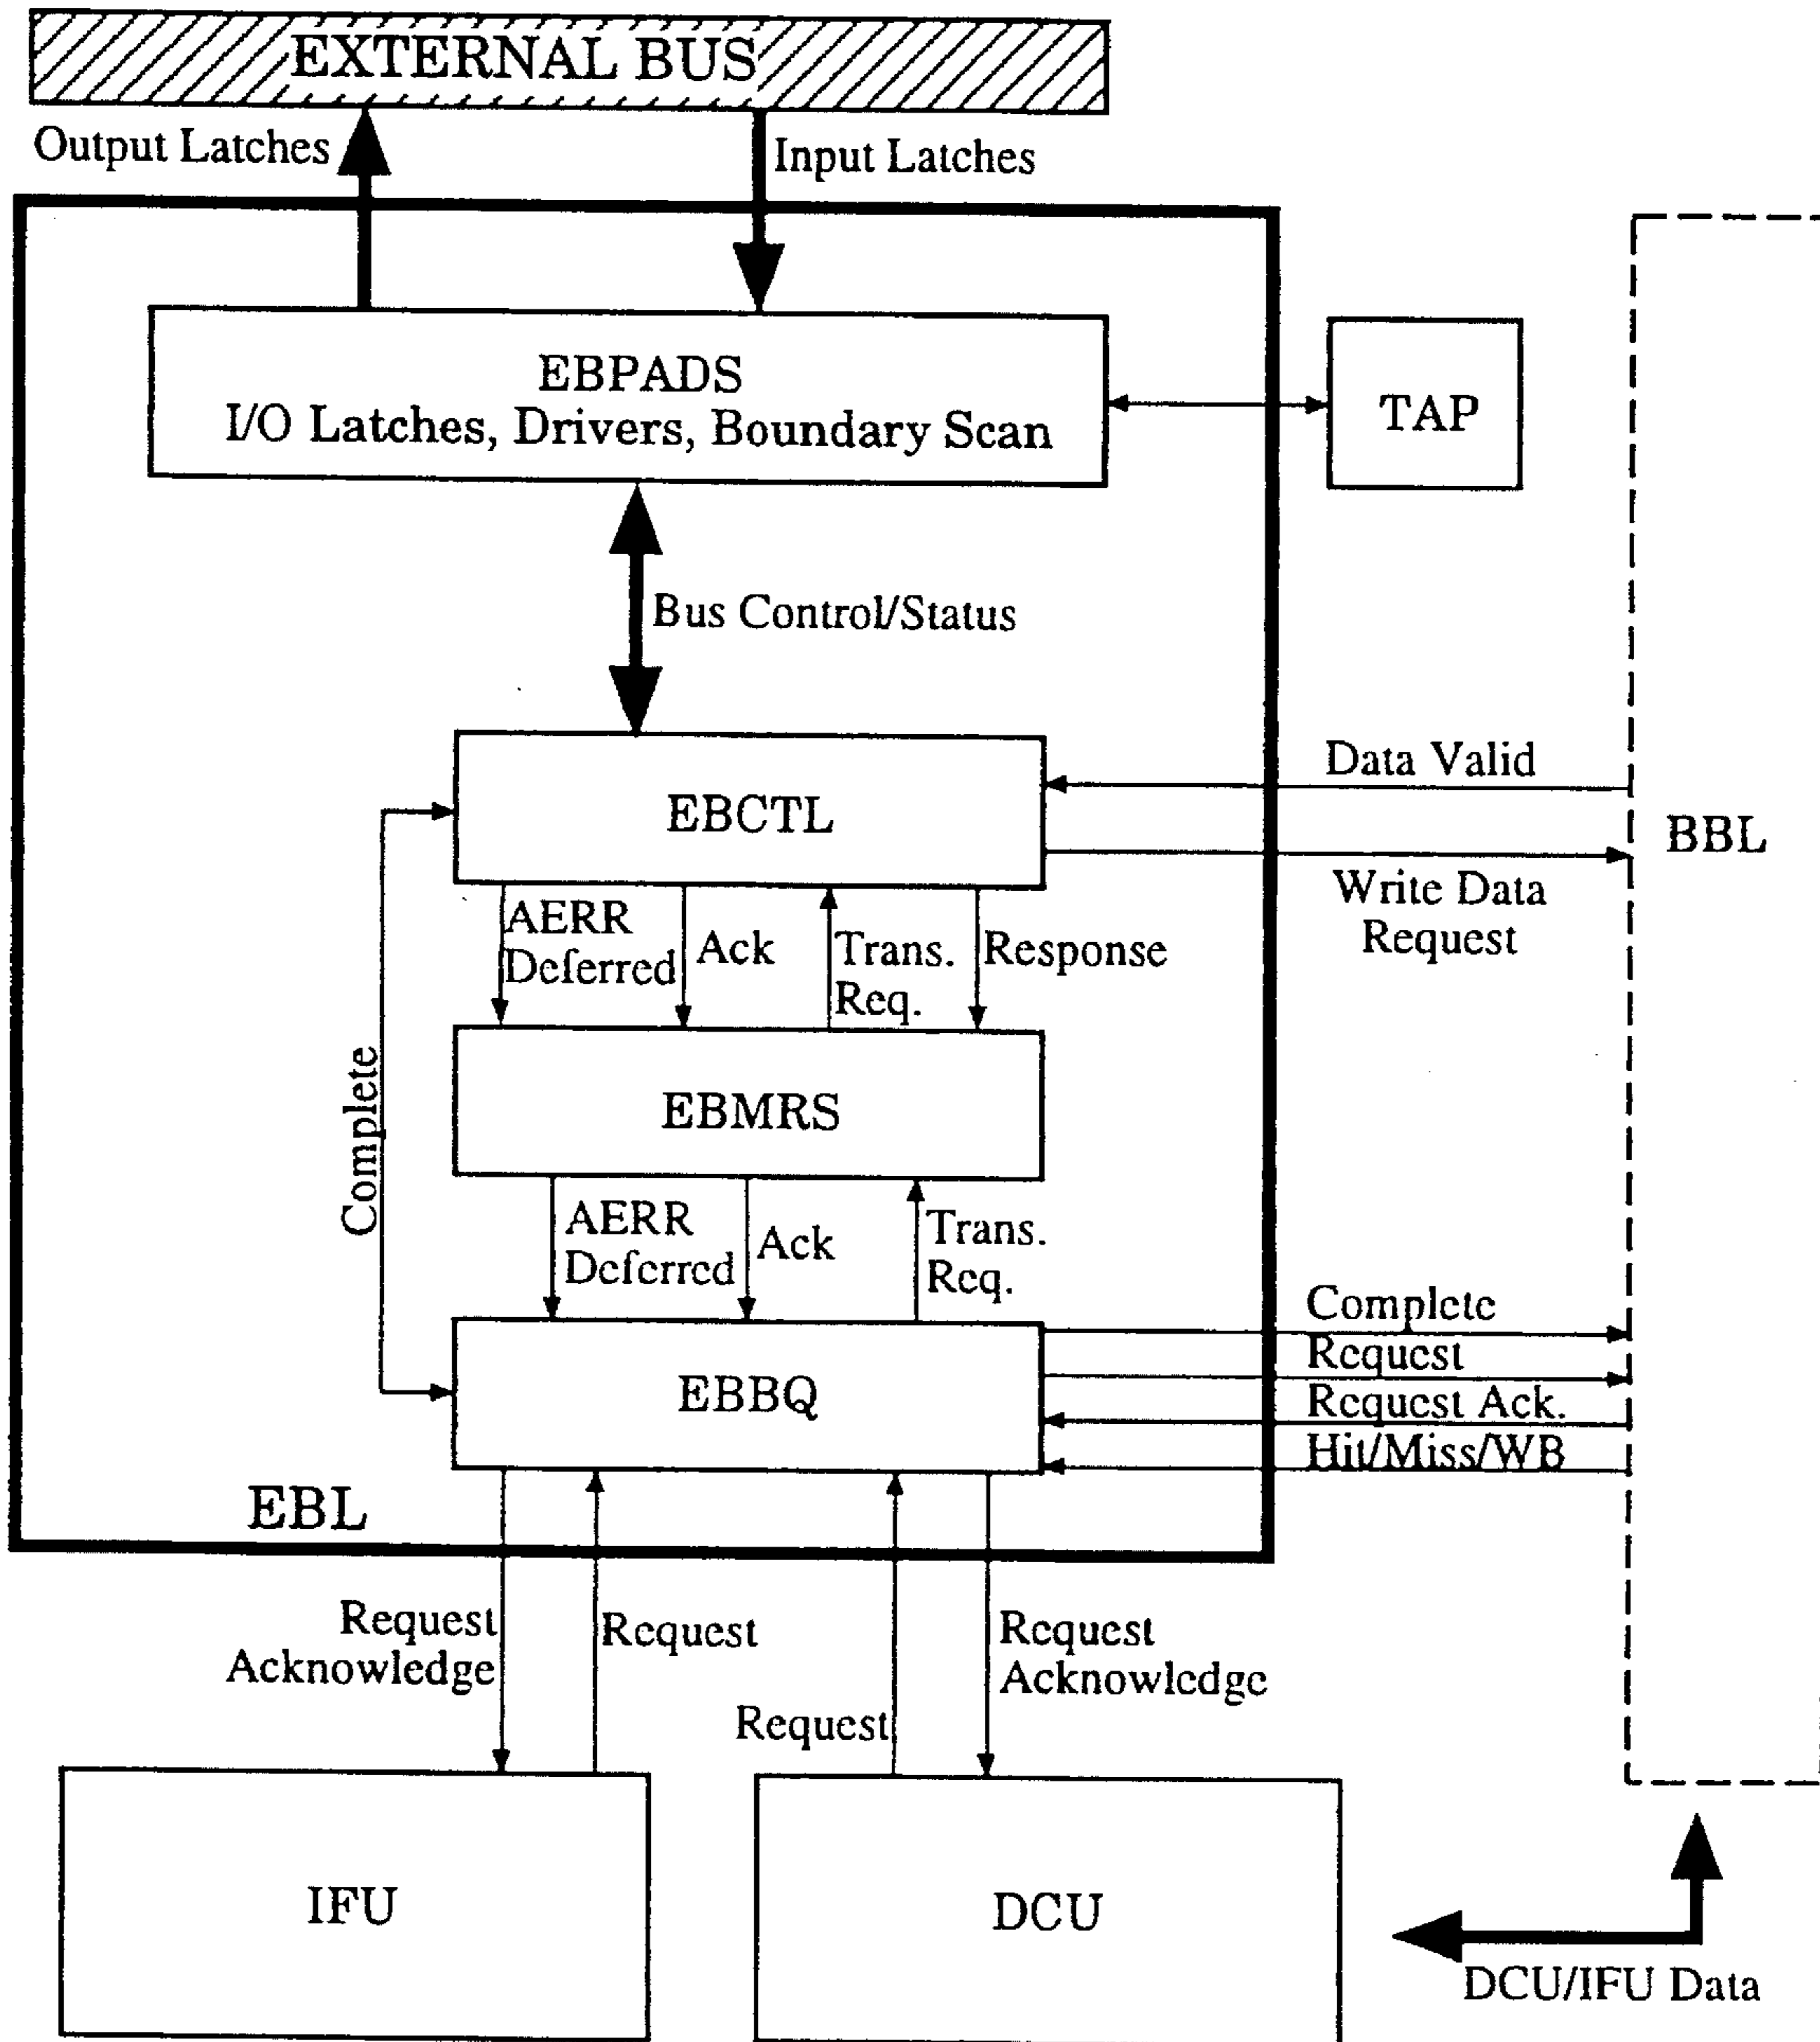 EXTERNAL BUS
Output Latches
Input Latches
EBPADS
I/O Latches, Drivers, Boundary Scan
TAP
Bus Control/Status
Data Valid
EBCTL
BBL
Write Data
Request
AERR
Deferred
Ack
Trans.
Req.
Response
EBMRS
Complete
AERR
Deferred
Ack
Trans.
Req.
Complete
Request
Request Ack.
Hit/Miss/WB
EBBQ
EBL
Request
Acknowledge
Request
Request
Request
Acknowledge
IFU
DCU
DCU/IFU Data